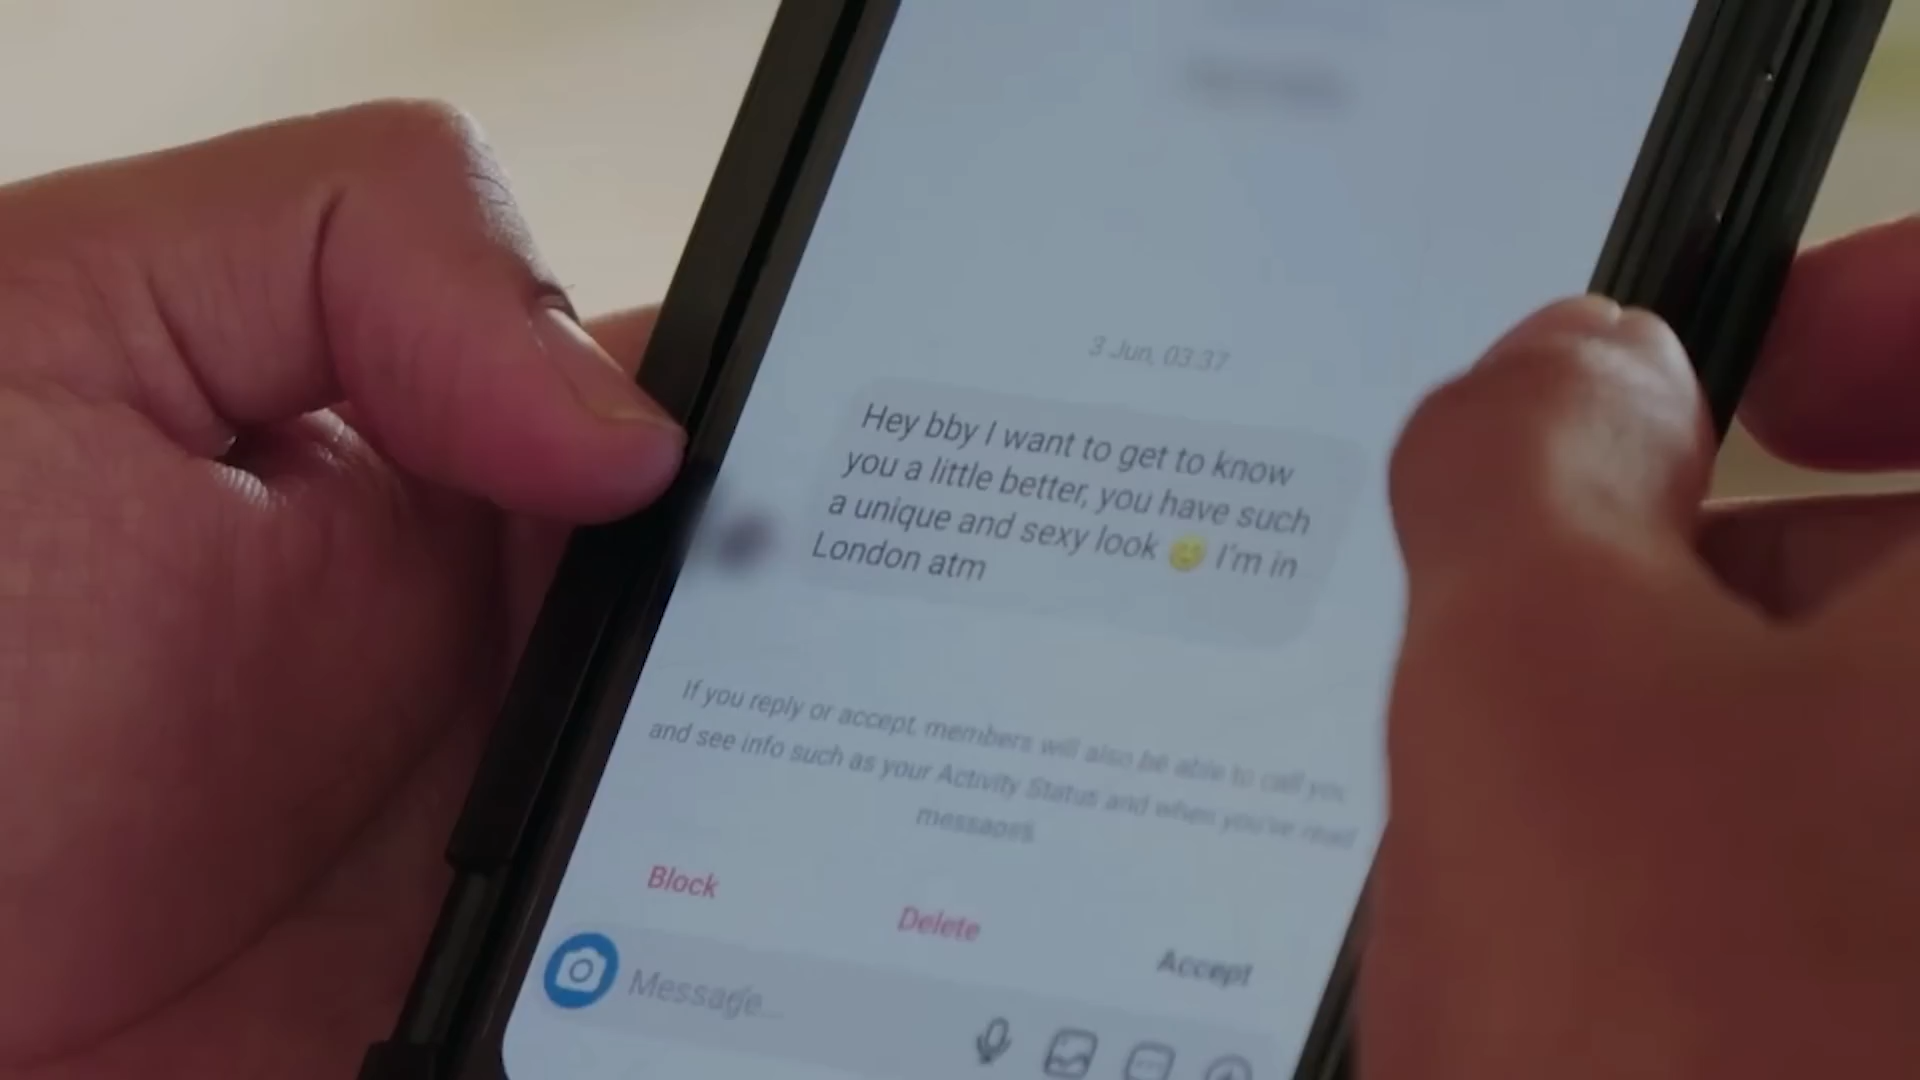 3 Jun, 03:37
Hey bby I want to get to know
you a little better, you have such
a unique and sexy look 😏 I'm in
London atm
If you reply or accept, members will also be able to call you
and see info such as your Activity Status and when you've read
messages
Block
Delete
Accept
Message...